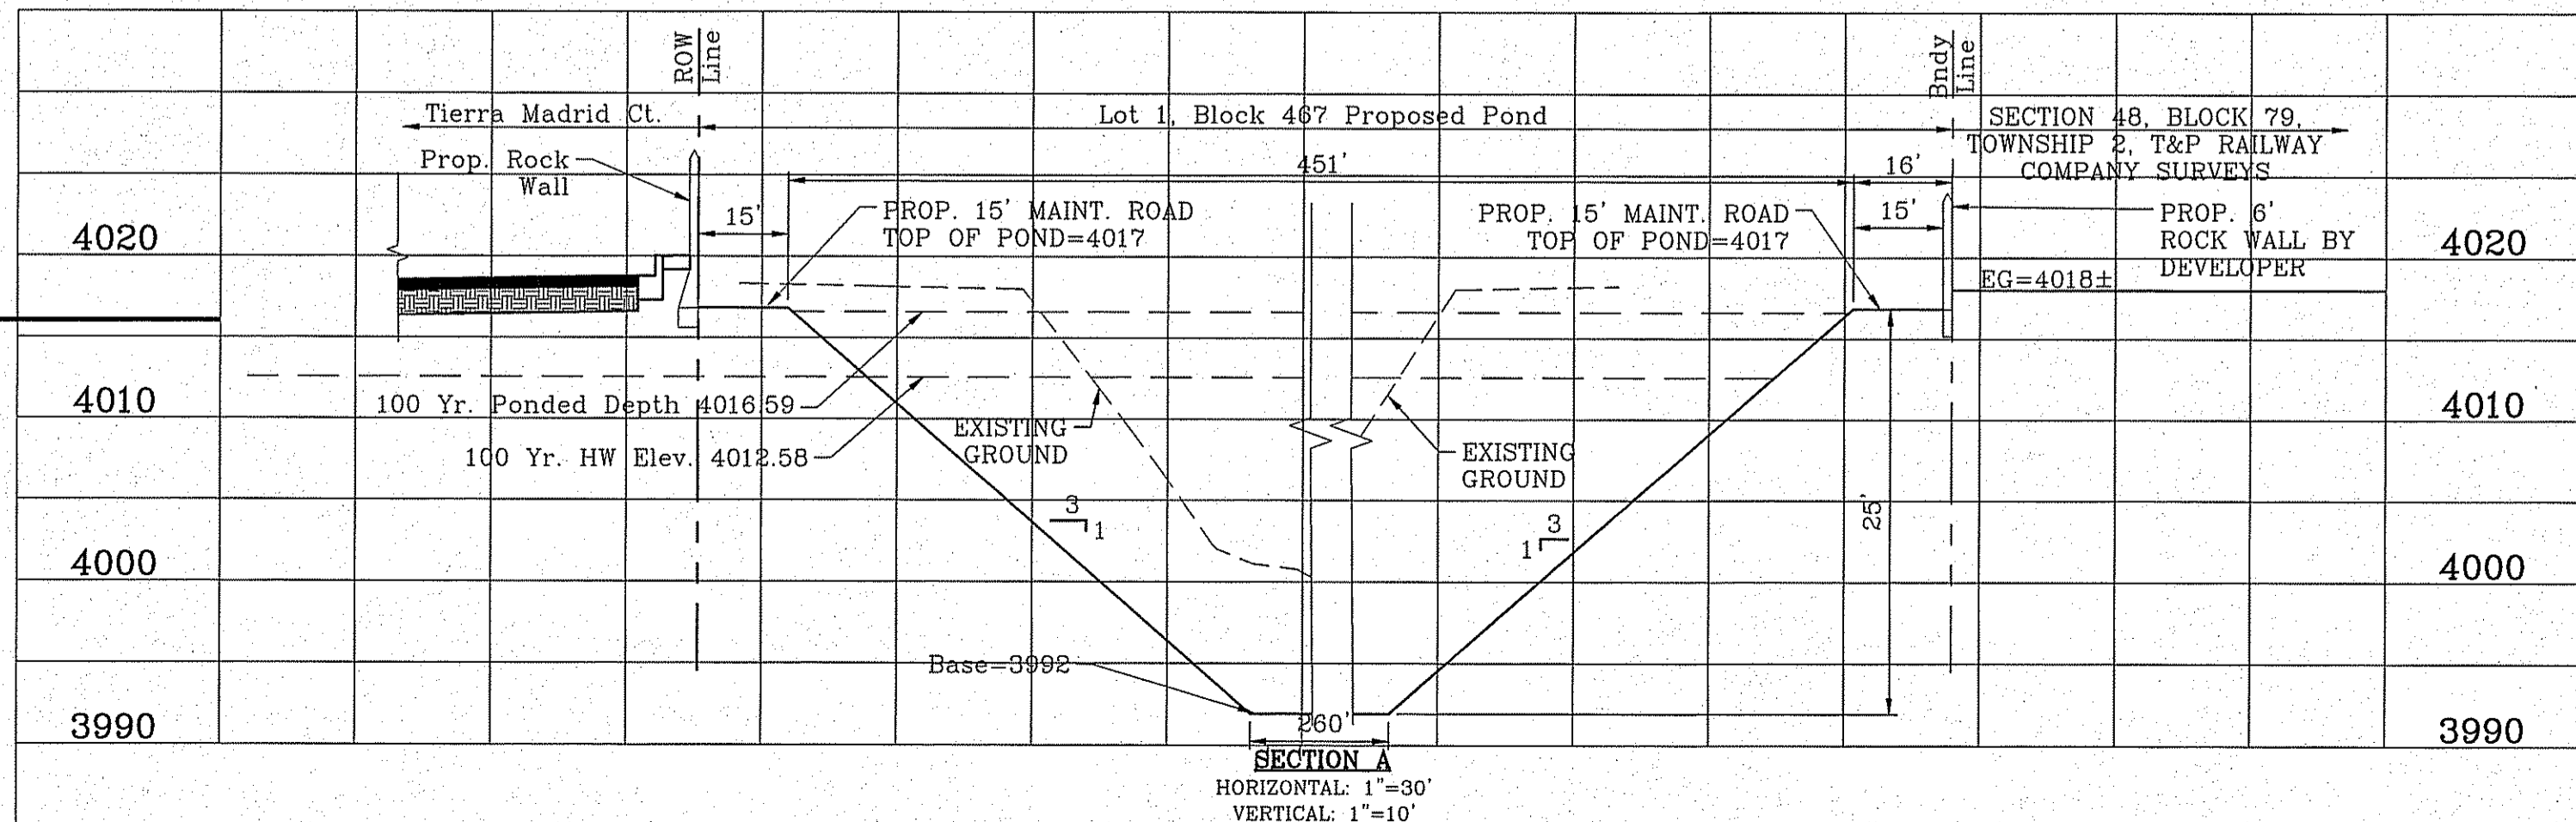 ROW
Line
Bndy
Line
Tierra Madrid Ct.
Lot 1, Block 467 Proposed Pond
SECTION 48, BLOCK 79,
TOWNSHIP 2, T&P RAILWAY
COMPANY SURVEYS
Prop. Rock
Wall
451'
16'
15'
15'
PROP. 15' MAINT. ROAD
TOP OF POND=4017
PROP. 15' MAINT. ROAD
TOP OF POND=4017
PROP. 6'
ROCK WALL BY
DEVELOPER
4020
4020
EG=4018±
4010
4010
100 Yr. Ponded Depth 4016.59
100 Yr. HW Elev. 4012.58
EXISTING
GROUND
EXISTING
GROUND
3
1
3
1
25'
4000
4000
Base=3992
3990
3990
260'
SECTION A
HORIZONTAL: 1"=30'
VERTICAL: 1"=10'